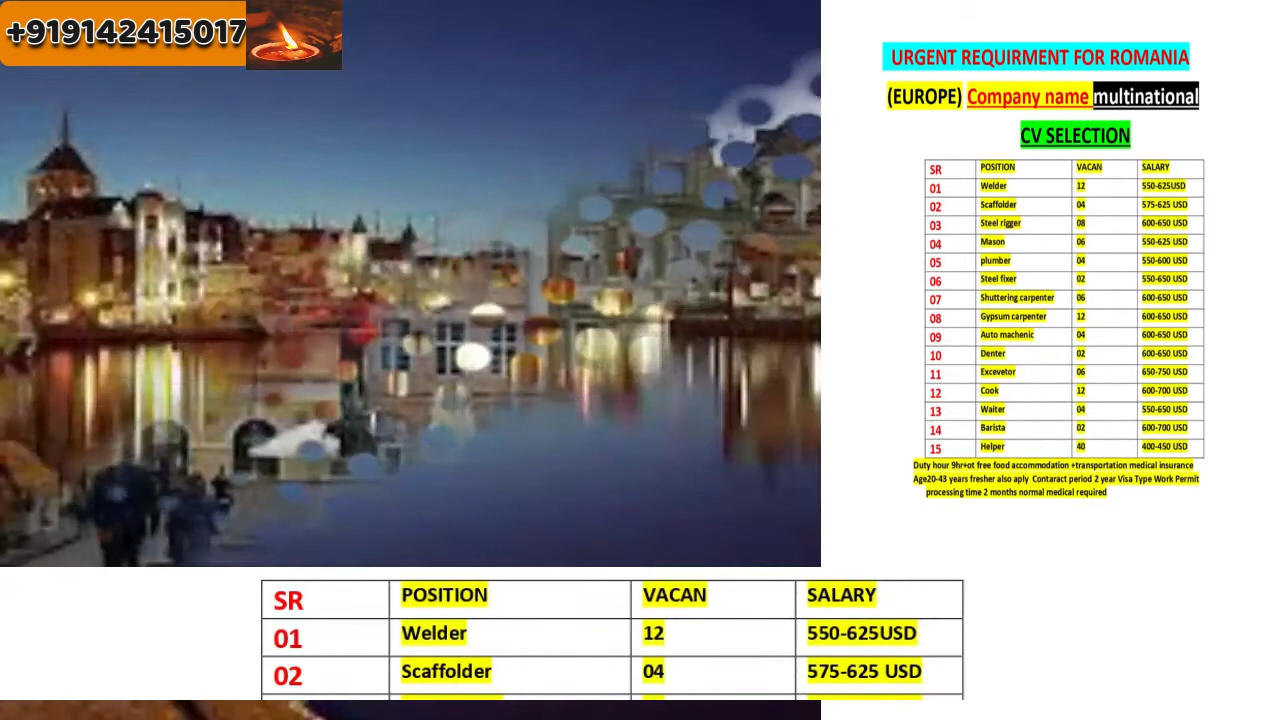 +919142415017
URGENT REQUIRMENT FOR ROMANIA
(EUROPE) Company name multinational
CV SELECTION
SR POSITION VACAN SALARY
01 Welder 12 550-625USD
02 Scaffolder 04 575-625 USD
03 Steel rigger 08 600-650 USD
04 Mason 06 550-625 USD
05 plumber 04 550-600 USD
06 Steel fixer 02 550-650 USD
07 Shuttering carpenter 06 600-650 USD
08 Gypsum carpenter 12 600-650 USD
09 Auto machenic 04 600-650 USD
10 Denter 02 600-650 USD
11 Excevetor 06 650-750 USD
12 Cook 12 600-700 USD
13 Waiter 04 550-650 USD
14 Barista 02 600-700 USD
15 Helper 40 400-450 USD
Duty hour 9hr+ot free food accommodation +transportation medical insurance
Age20-43 years fresher also aply Contaract period 2 year Visa Type Work Permit
processing time 2 months normal medical required
SR POSITION VACAN SALARY
01 Welder 12 550-625USD
02 Scaffolder 04 575-625 USD